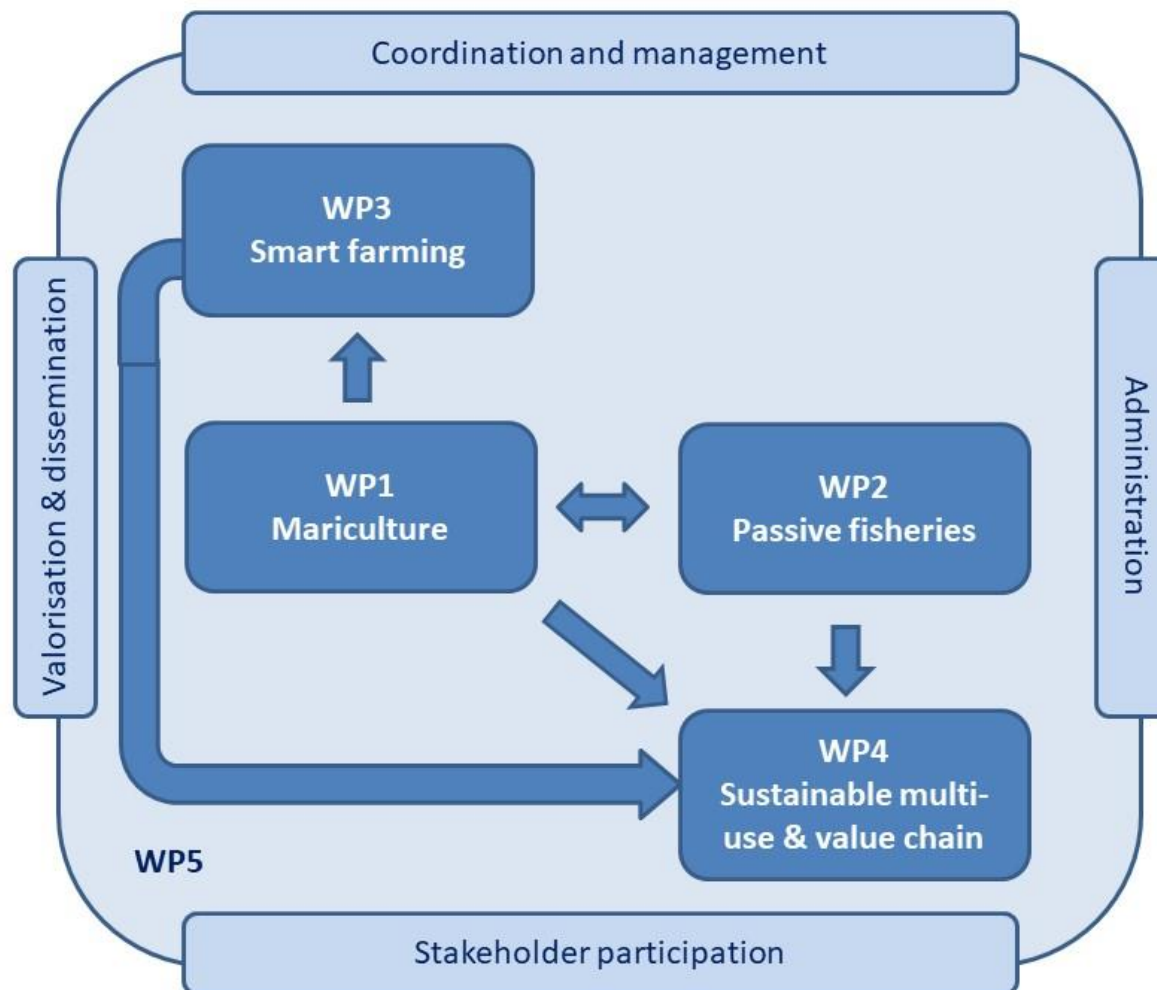 Coordination and management
WP3
Smart farming
Valorisation & dissemination
Administration
WP1
Mariculture
WP2
Passive fisheries
WP4
Sustainable multi-
use & value chain
WP5
Stakeholder participation